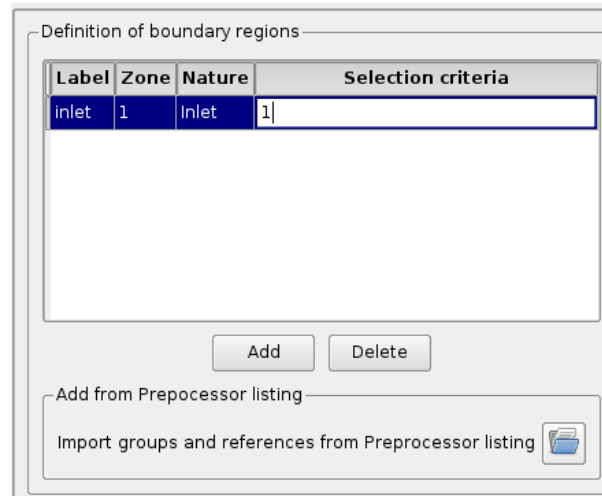 Definition of boundary regions
Label Zone Nature Selection criteria
inlet 1 Inlet 1
Add Delete
Add from Prepocessor listing
Import groups and references from Preprocessor listing